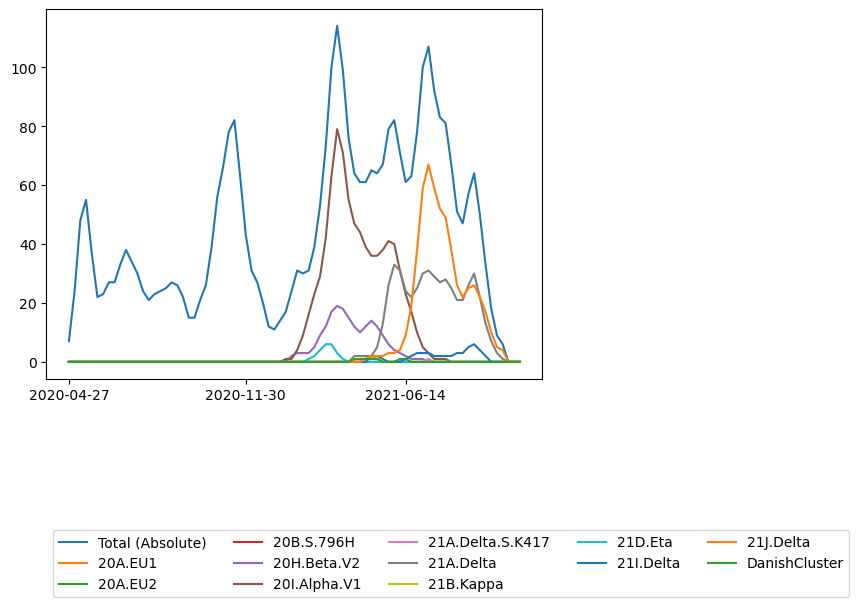 100
80
60
40
20
0
2020-04-27 2020-11-30 2021-06-14
Total (Absolute) 20B.S.796H 21A.Delta.S.K417 21D.Eta 21J.Delta
20A.EU1 20H.Beta.V2 21A.Delta 21I.Delta DanishCluster
20A.EU2 20I.Alpha.V1 21B.Kappa